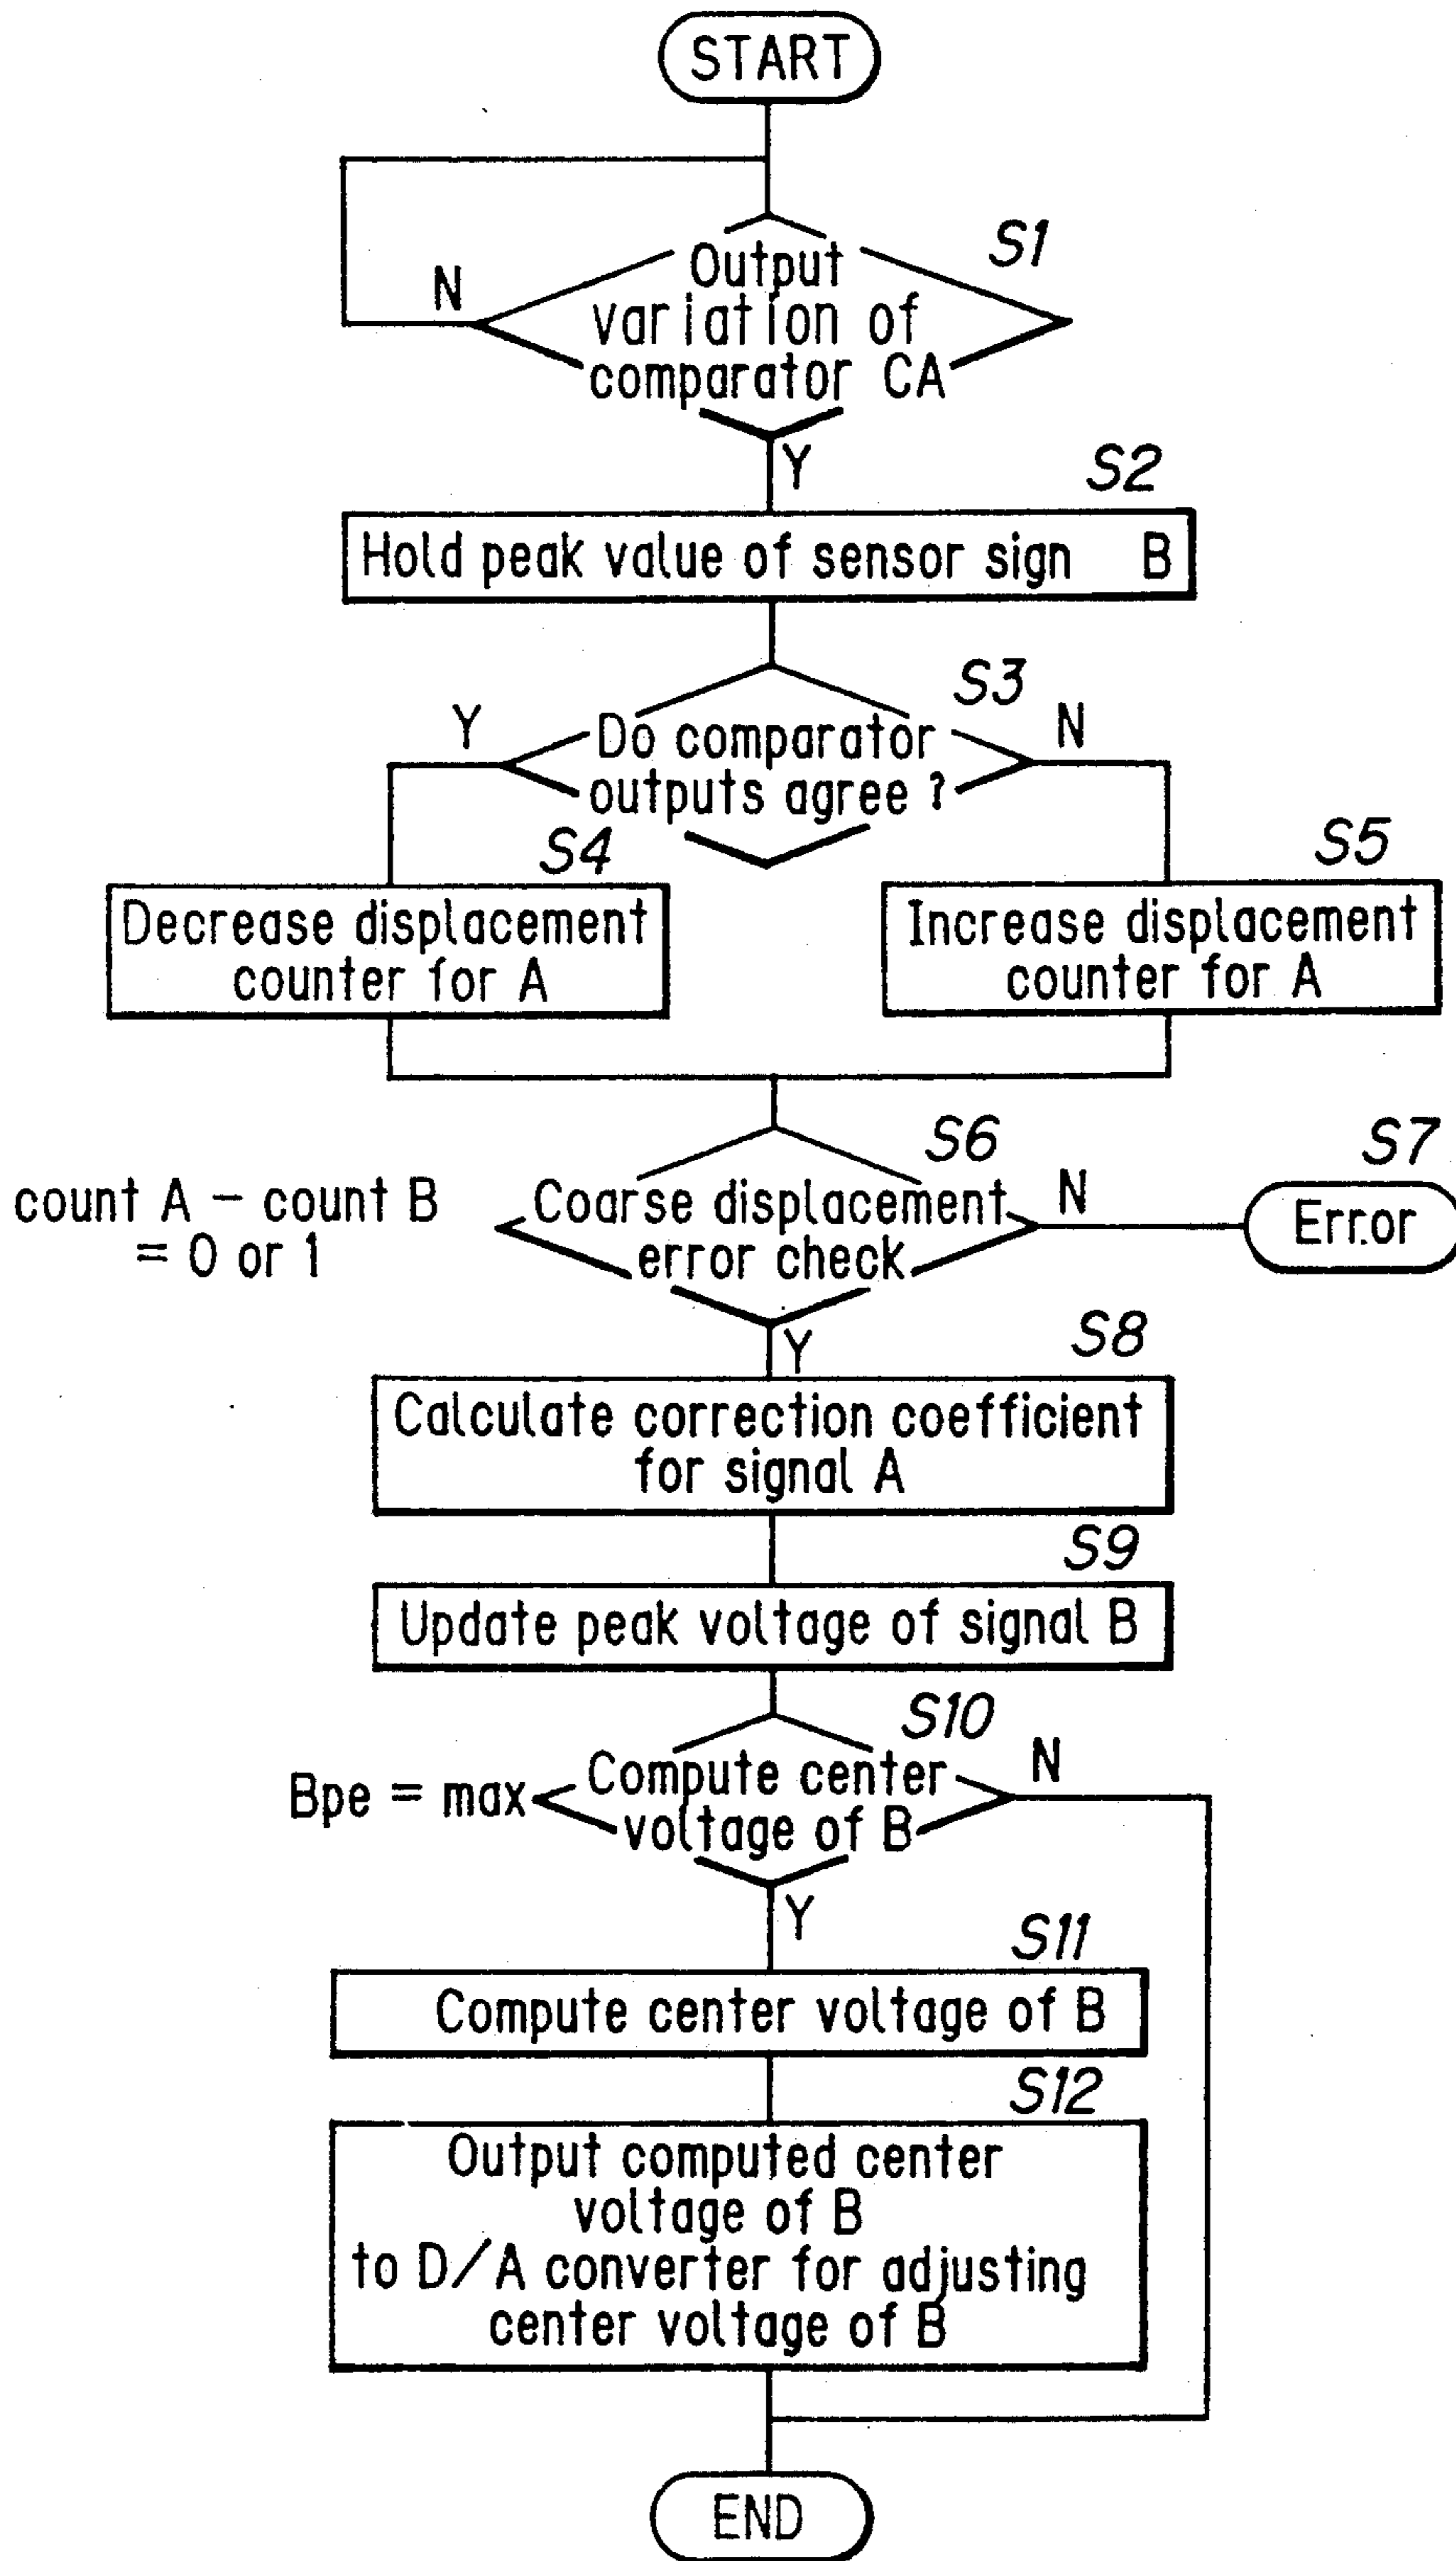 START
S1
N
Output
variation of
comparator CA
Y
S2
Hold peak value of sensor sign B
S3
Y
N
Do comparator
outputs agree ?
S4
S5
Decrease displacement
counter for A
Increase displacement
counter for A
S6
S7
count A - count B
= 0 or 1
Coarse displacement
error check
N
Error
Y
S8
Calculate correction coefficient
for signal A
S9
Update peak voltage of signal B
S10
Bpe = max
Compute center
voltage of B
N
Y
S11
Compute center voltage of B
S12
Output computed center
voltage of B
to D/A converter for adjusting
center voltage of B
END